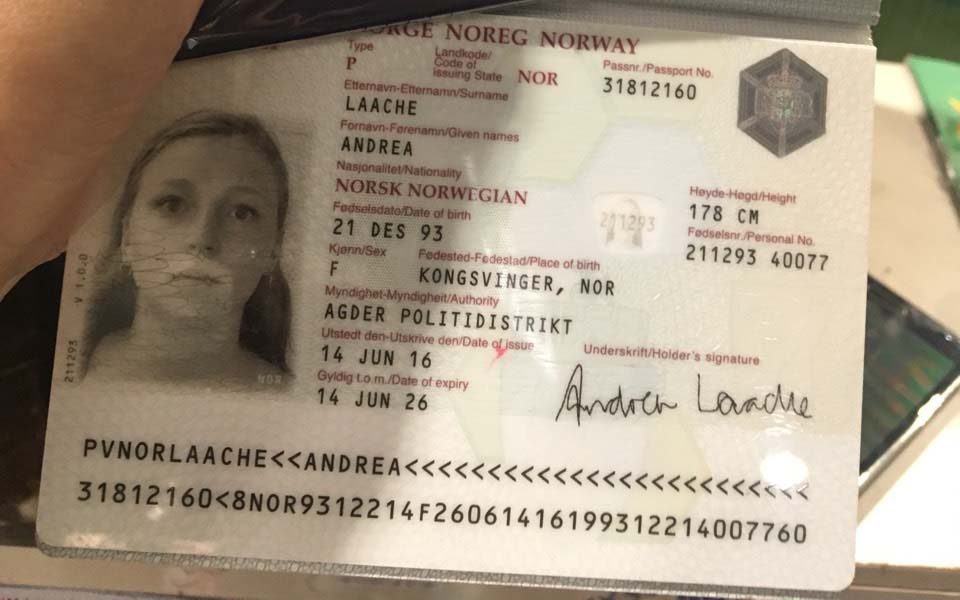 ORGE NOREG NORWAY
Type
P
Landkode/
Code of
issuing State
NOR
Passnr./Passport No.
31812160
Etternavn-Etternamn/Surname
LAACHE
Fornavn-Førenamn/Given names
ANDREA
Nasjonalitet/Nationality
NORSK NORWEGIAN
Høyde-Høgd/Height
178 CM
Fødselsdato/Date of birth
21 DES 93
211293
Fødselsnr./Personal No.
211293 40077
Kjønn/Sex
F
Fødested-Fødestad/Place of birth
KONGSVINGER, NOR
Myndighet-Myndigheit/Authority
AGDER POLITIDISTRIKT
Utstedt den-Utskrive den/Date of issue
14 JUN 16
Underskrift/Holder's signature
Andrea Laache
Gyldig t.o.m./Date of expiry
14 JUN 26
V 1.0.0
211293
NOR
PVNORLAACHE<<ANDREA<<<<<<<<<<<<<<<<<<<<<<<<<
31812160<8NOR9312214F26061416199312214007760